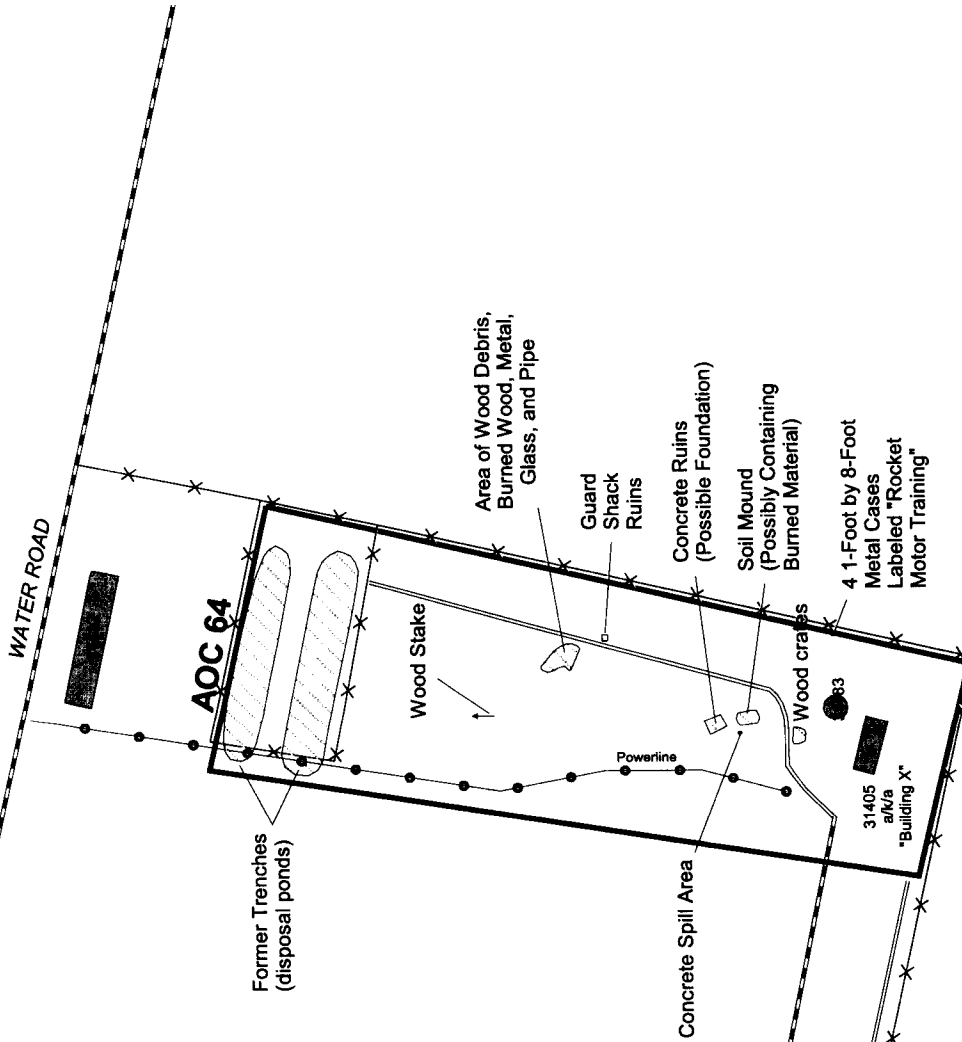 WATER ROAD
AOC 64
Former Trenches
(disposal ponds)
Wood Stake
Area of Wood Debris,
Burned Wood, Metal,
Glass, and Pipe
Guard
Shack
Ruins
Concrete Ruins
(Possible Foundation)
Soil Mound
(Possibly Containing
Burned Material)
4 1-Foot by 8-Foot
Metal Cases
Labeled "Rocket
Motor Training"
Wood crates
Powerline
Concrete Spill Area
31405
a/k/a
"Building X"